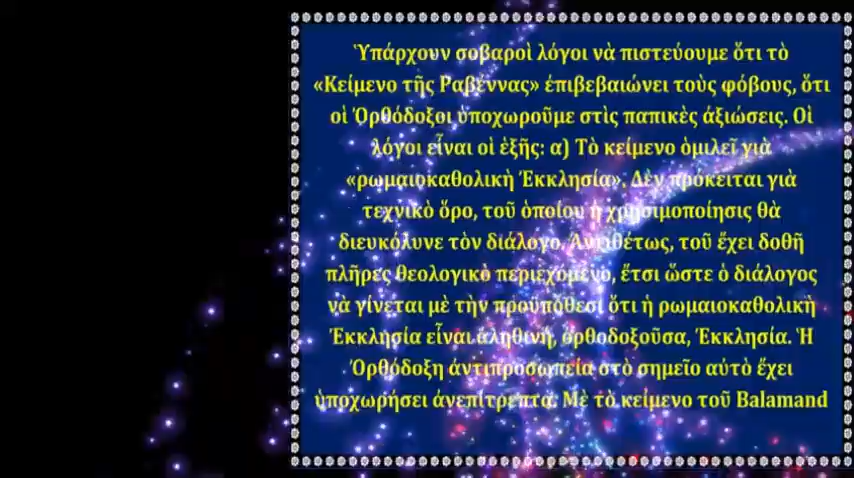 Ὑπάρχουν σοβαροὶ λόγοι νὰ πιστεύουμε ὅτι τὸ
«Κείμενο τῆς Ραβέννας» ἐπιβεβαιώνει τοὺς φόβους, ὅτι
οἱ Ὀρθόδοξοι ὑποχωροῦμε στὶς παπικὲς ἀξιώσεις. Οἱ
λόγοι εἶναι οἱ ἑξῆς: α) Τὸ κείμενο ὁμιλεῖ γιὰ
«ρωμαιοκαθολικὴ Ἐκκλησία». Δὲν πρόκειται γιὰ
τεχνικὸ ὅρο, τοῦ ὁποίου ἡ χρησιμοποίησις θὰ
διευκόλυνε τὸν διάλογο. Ἀντιθέτως, τοῦ ἔχει δοθῆ
πλῆρες θεολογικὸ περιεχόμενο, ἔτσι ὥστε ὁ διάλογος
νὰ γίνεται μὲ τὴν προϋπόθεσι ὅτι ἡ ρωμαιοκαθολικὴ
Ἐκκλησία εἶναι ἀληθινή, ὀρθοδοξοῦσα, Ἐκκλησία. Ἡ
Ὀρθόδοξη ἀντιπροσωπεία στὸ σημεῖο αὐτὸ ἔχει
ὑποχωρήσει ἀνεπίτρεπτα. Μὲ τὸ κείμενο τοῦ Balamand